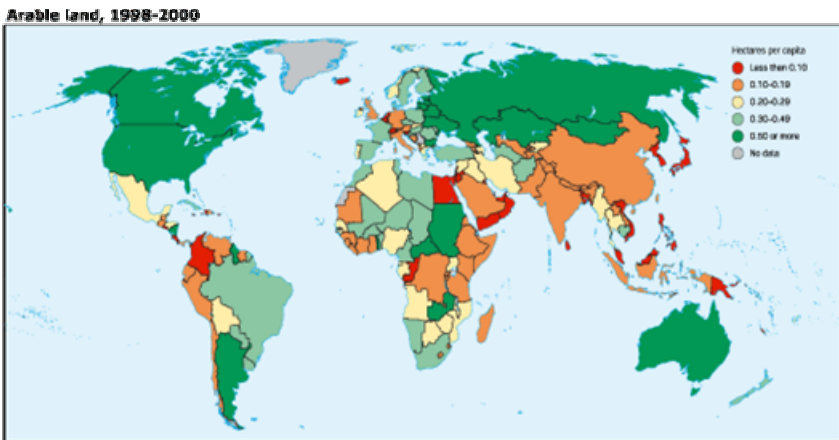 Arable land, 1998-2000
Hectares per capita
Less then 0.10
0.10-0.19
0.20-0.29
0.30-0.49
0.50 or more
No data